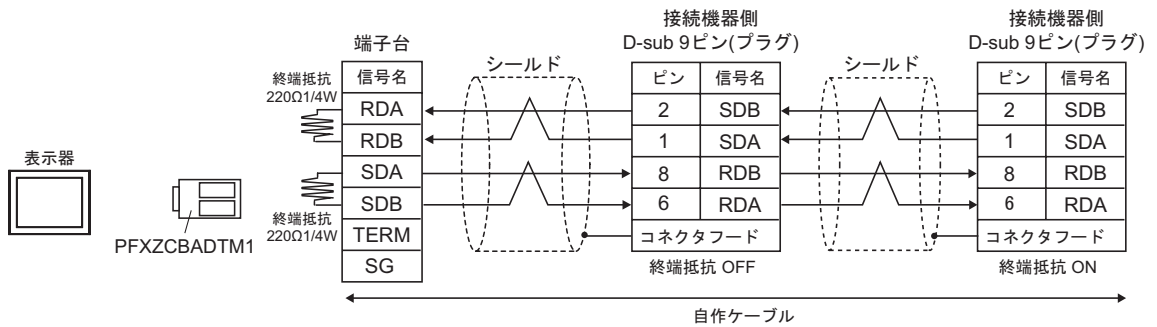 接続機器側
D-sub 9ピン(プラグ)
接続機器側
D-sub 9ピン(プラグ)
端子台
シールド
シールド
終端抵抗
220Ω1/4W
信号名
ピン 信号名
ピン 信号名
RDA
2 SDB
2 SDB
RDB
1 SDA
1 SDA
表示器
SDA
8 RDB
8 RDB
SDB
6 RDA
6 RDA
終端抵抗
220Ω1/4W
PFXZCBADTM1
TERM
コネクタフード
コネクタフード
SG
終端抵抗 OFF
終端抵抗 ON
自作ケーブル